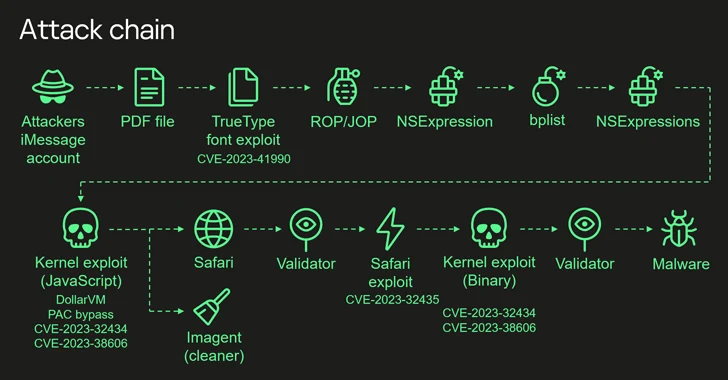 Attack chain
Attackers
iMessage
account
PDF file
TrueType
font exploit
CVE-2023-41990
ROP/JOP
NSExpression
bplist
NSExpressions
Kernel exploit
(JavaScript)
DollarVM
PAC bypass
CVE-2023-32434
CVE-2023-38606
Safari
Imagent
(cleaner)
Validator
Safari
exploit
CVE-2023-32435
Kernel exploit
(Binary)
CVE-2023-32434
CVE-2023-38606
Validator
Malware